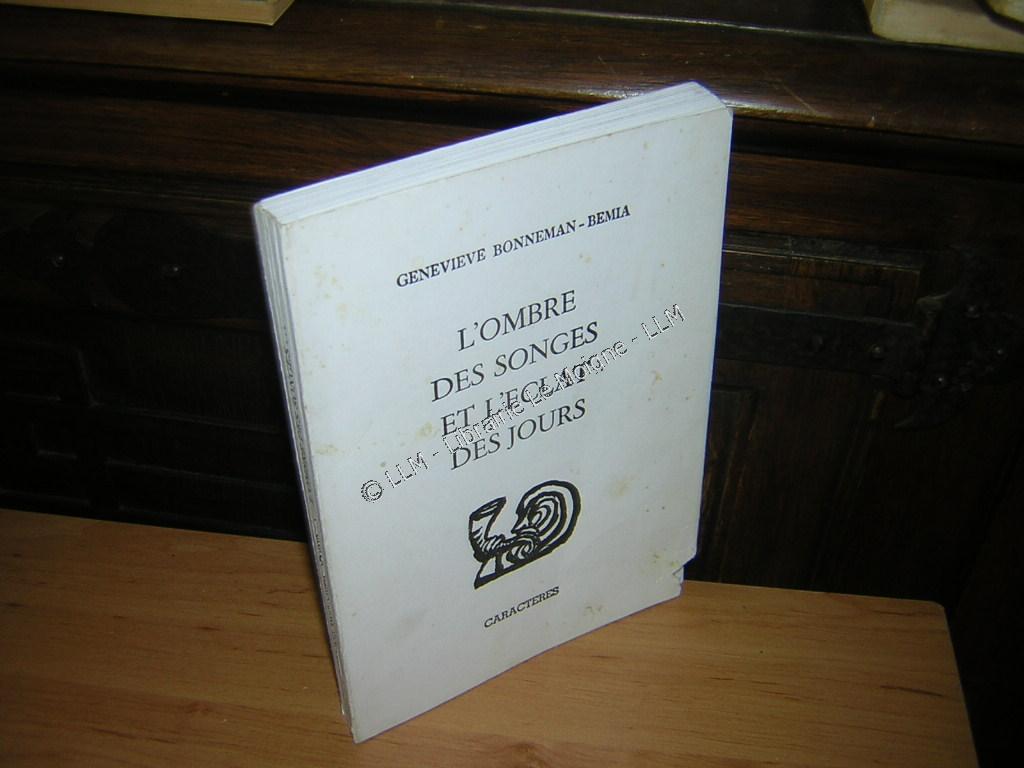 GENEVIEVE BONNEMAN-BEMIA
L'OMBRE
DES SONGES
ET L'ECLAT
DES JOURS
© LLM - Librairie Le Moigne - LLM
CARACTERES